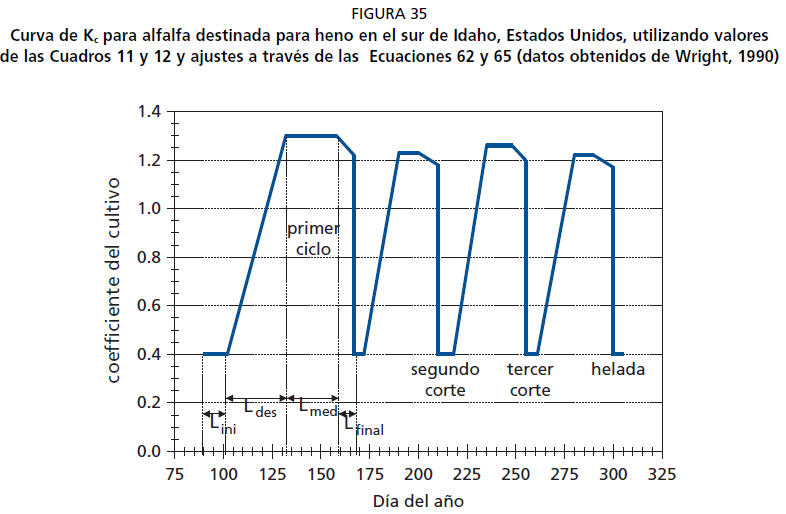 FIGURA 35
Curva de Kc para alfalfa destinada para heno en el sur de Idaho, Estados Unidos, utilizando valores
de las Cuadros 11 y 12 y ajustes a través de las Ecuaciones 62 y 65 (datos obtenidos de Wright, 1990)
coefficiente del cultivo
1.4
1.2
1.0
0.8
0.6
0.4
0.2
0.0
primer
ciclo
segundo
corte
tercer
corte
helada
L ini
L des
L med
L final
75 100 125 150 175 200 225 250 275 300 325
Día del año